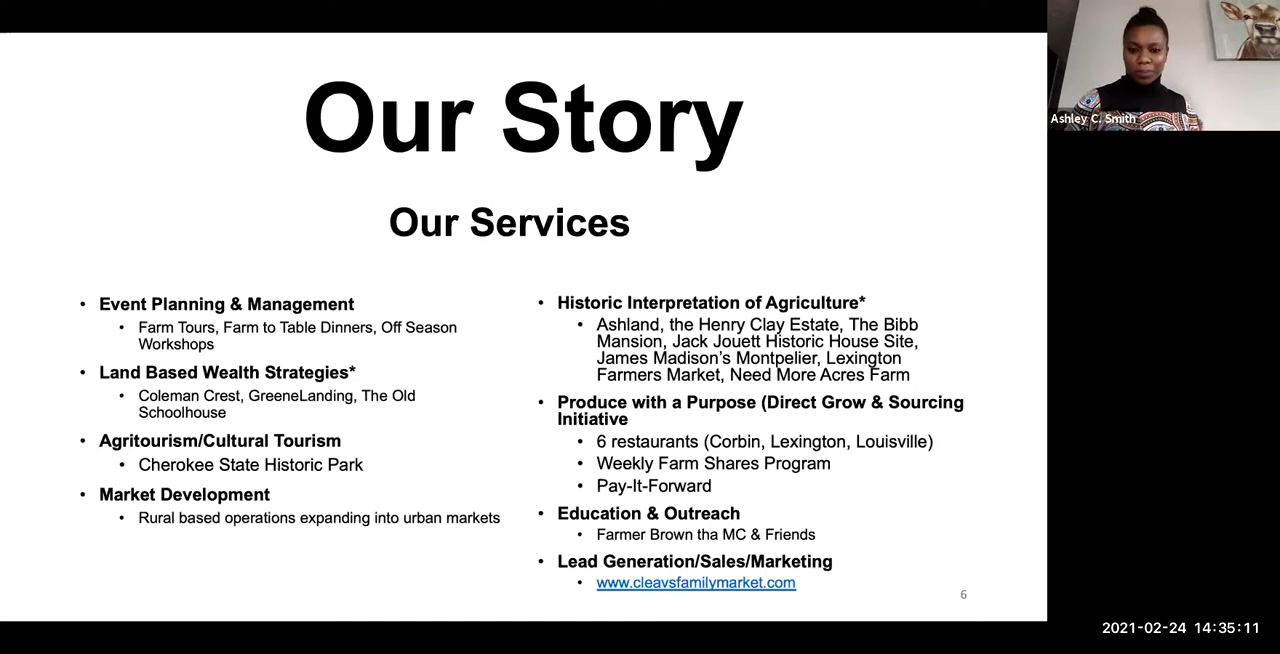 Our Story
Our Services
• Event Planning & Management
• Farm Tours, Farm to Table Dinners, Off Season
Workshops
• Land Based Wealth Strategies*
• Coleman Crest, GreeneLanding, The Old
Schoolhouse
• Agritourism/Cultural Tourism
• Cherokee State Historic Park
• Market Development
• Rural based operations expanding into urban markets
• Historic Interpretation of Agriculture*
• Ashland, the Henry Clay Estate, The Bibb
Mansion, Jack Jouett Historic House Site,
James Madison's Montpelier, Lexington
Farmers Market, Need More Acres Farm
• Produce with a Purpose (Direct Grow & Sourcing
Initiative
• 6 restaurants (Corbin, Lexington, Louisville)
• Weekly Farm Shares Program
• Pay-It-Forward
• Education & Outreach
• Farmer Brown tha MC & Friends
• Lead Generation/Sales/Marketing
• www.cleavsfamilymarket.com
6
Ashley C. Smith
2021-02-24 14:35:11